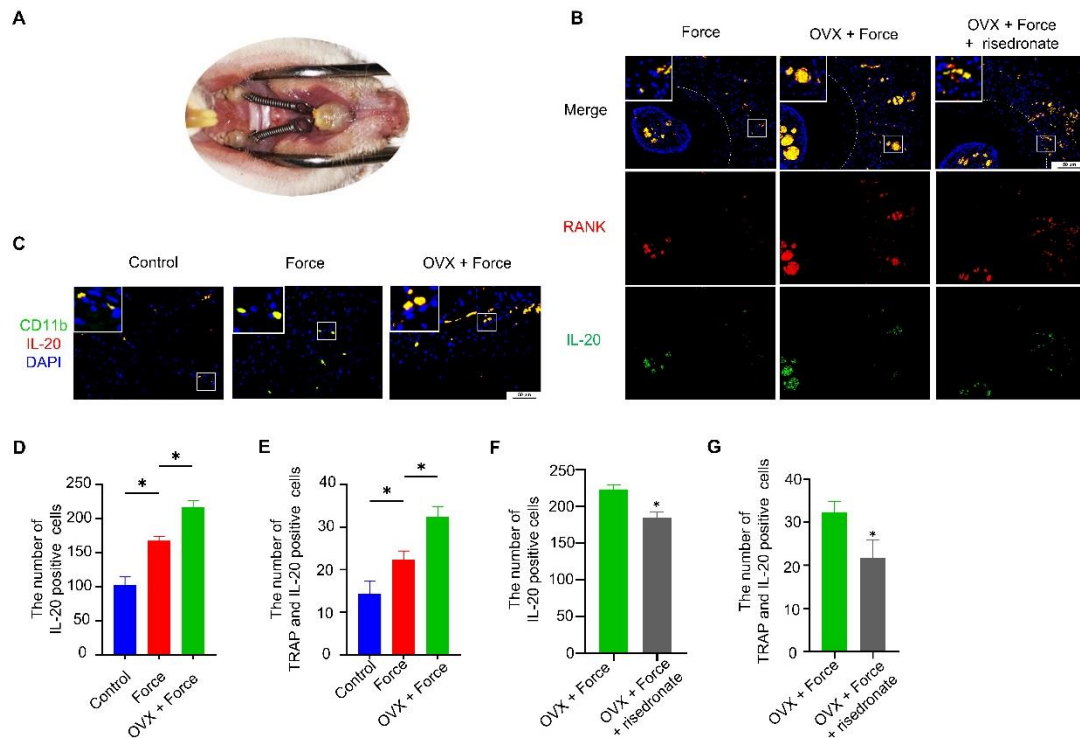 A
B
Force
OVX + Force
OVX + Force
+ risedronate
Merge
RANK
IL-20
C
Control
Force
OVX + Force
CD11b
IL-20
DAPI
D
The number of
IL-20 positive cells
250
200
150
100
50
0
Control
Force
OVX + Force
*
*
E
The number of
TRAP and IL-20 positive cells
40
30
20
10
0
Control
Force
OVX + Force
*
*
F
The number of
IL-20 positive cells
250
200
150
100
50
0
OVX + Force
OVX + Force
+ risedronate
*
G
The number of
TRAP and IL-20 positive cells
40
30
20
10
0
OVX + Force
OVX + Force
+ risedronate
*